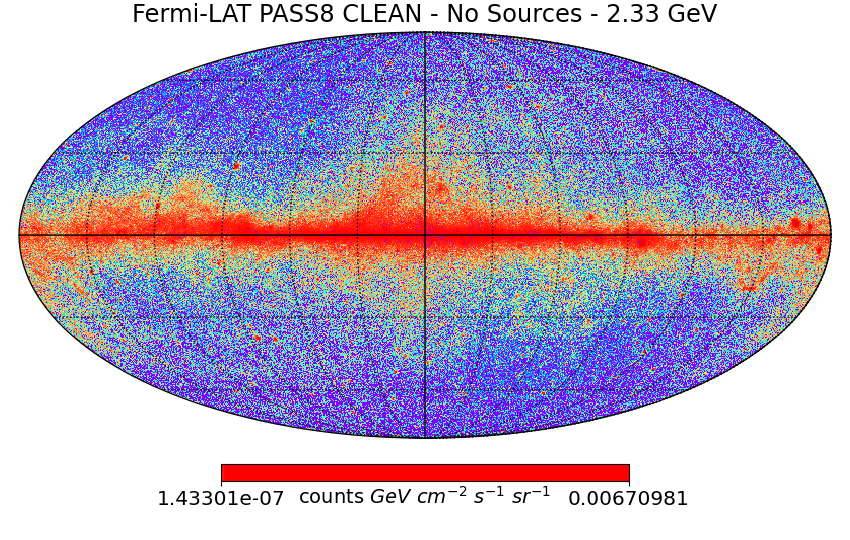 Fermi-LAT PASS8 CLEAN - No Sources - 2.33 GeV
1.43301e-07 counts GeV cm⁻² s⁻¹ sr⁻¹ 0.00670981